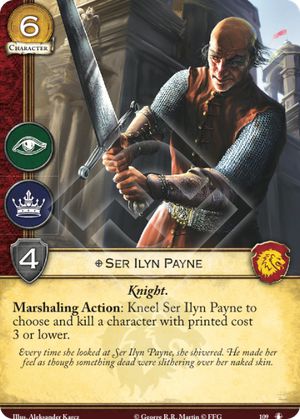 6
CHARACTER
4
SER ILYN PAYNE
Knight.
Marshaling Action: Kneel Ser Ilyn Payne to
choose and kill a character with printed cost
3 or lower.
Every time she looked at Ser Ilyn Payne, she shivered. He made her
feel as though something dead were slithering over her naked skin.
Illus. Aleksander Karcz © George R.R. Martin © FFG 109